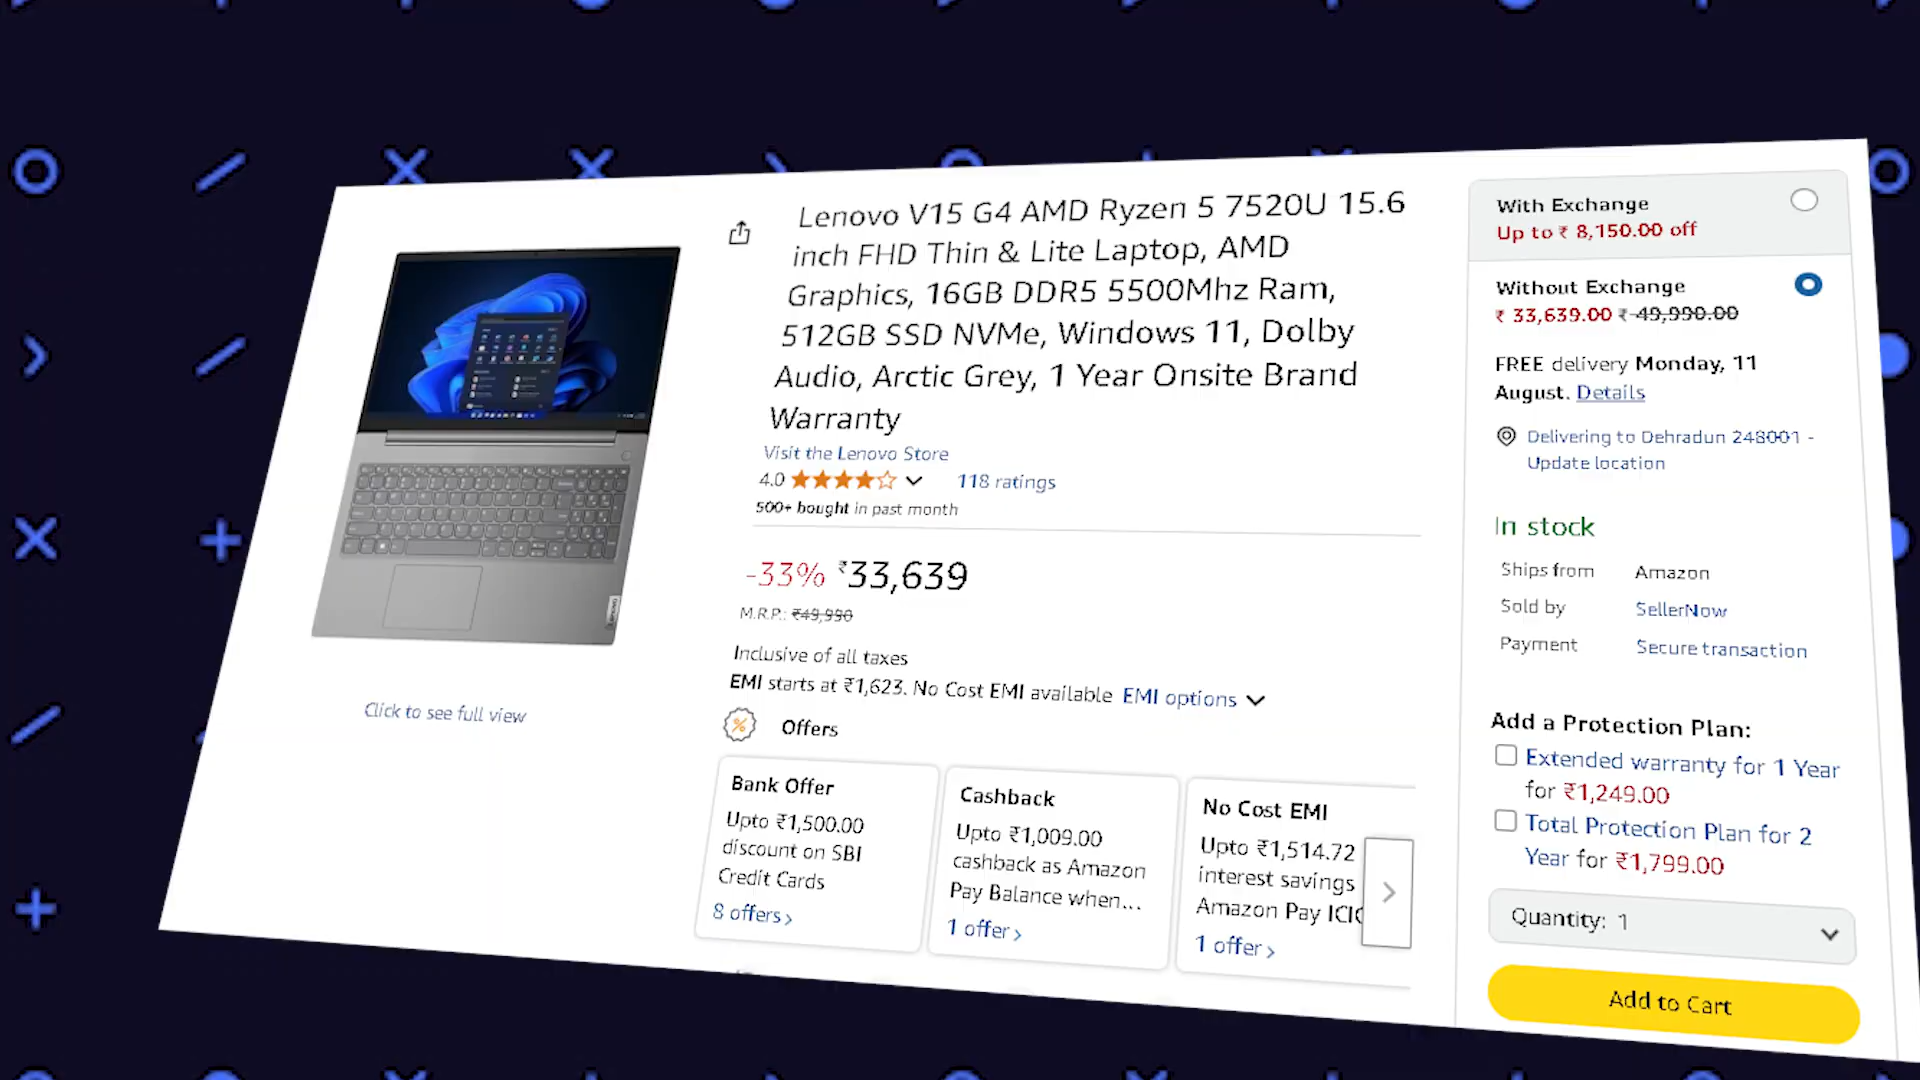 Lenovo V15 G4 AMD Ryzen 5 7520U 15.6
inch FHD Thin & Lite Laptop, AMD
Graphics, 16GB DDR5 5500Mhz Ram,
512GB SSD NVMe, Windows 11, Dolby
Audio, Arctic Grey, 1 Year Onsite Brand
Warranty
Visit the Lenovo Store
4.0 118 ratings
500+ bought in past month
-33% ₹33,639
M.R.P.: ₹49,990
Inclusive of all taxes
EMI starts at ₹1,623. No Cost EMI available EMI options
Offers
Bank Offer
Upto ₹1,500.00
discount on SBI
Credit Cards
8 offers
Cashback
Upto ₹1,009.00
cashback as Amazon
Pay Balance when...
1 offer
No Cost EMI
Upto ₹1,514.72
interest savings
Amazon Pay ICIC
1 offer
Click to see full view
Lenovo
With Exchange
Up to ₹ 8,150.00 off
Without Exchange
₹ 33,639.00 ₹ 49,990.00
FREE delivery Monday, 11
August. Details
Delivering to Dehradun 248001 -
Update location
In stock
Ships from Amazon
Sold by SellerNow
Payment Secure transaction
Add a Protection Plan:
Extended warranty for 1 Year
for ₹1,249.00
Total Protection Plan for 2
Year for ₹1,799.00
Quantity: 1
Add to Cart